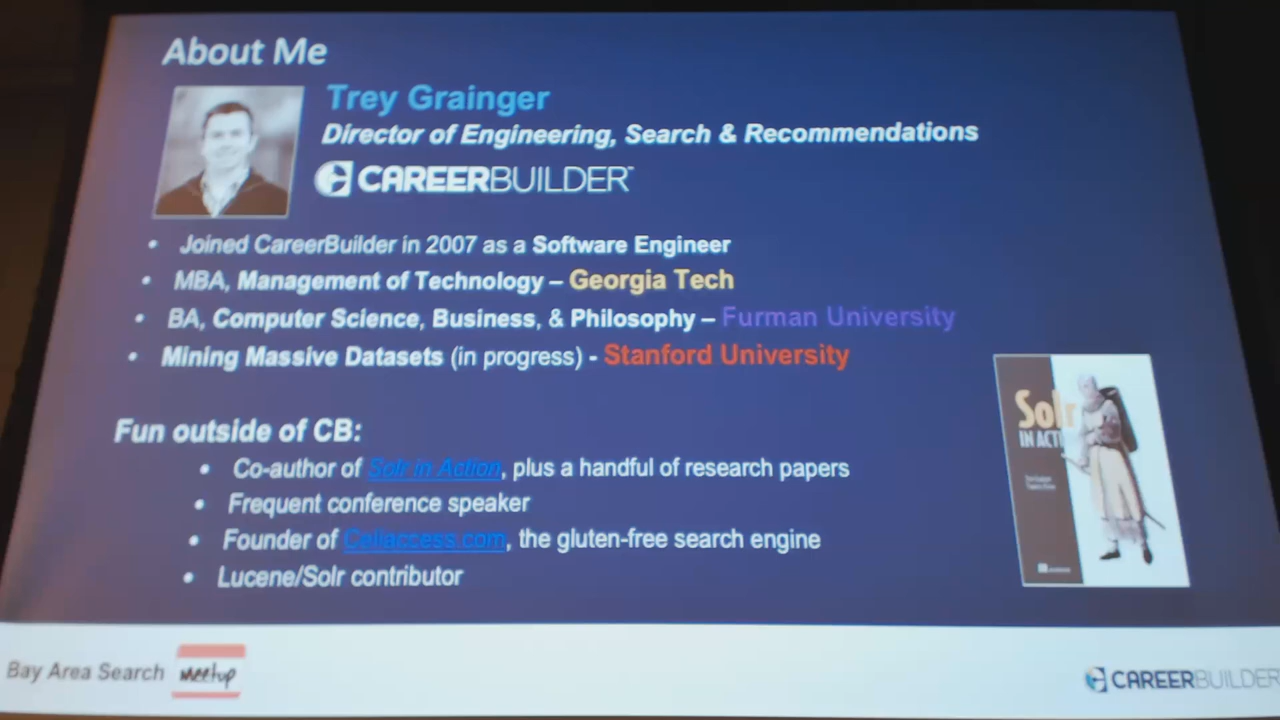 About Me
Trey Grainger
Director of Engineering, Search & Recommendations
CAREERBUILDER
• Joined CareerBuilder in 2007 as a Software Engineer
• MBA, Management of Technology – Georgia Tech
• BA, Computer Science, Business, & Philosophy – Furman University
• Mining Massive Datasets (in progress) - Stanford University
Fun outside of CB:
• Co-author of Solr in Action, plus a handful of research papers
• Frequent conference speaker
• Founder of Celiaccess.com, the gluten-free search engine
• Lucene/Solr contributor
Solr
IN ACTI
Bay Area Search Meetup
CAREERBUILDER